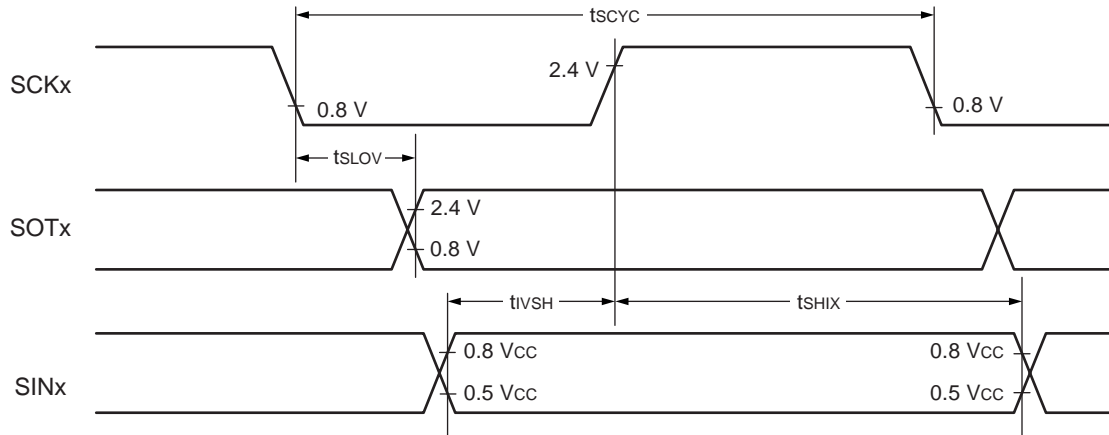 tSCYC
SCKx
2.4 V
0.8 V
0.8 V
tSLOV
SOTx
2.4 V
0.8 V
tIVSH
tSHIX
SINx
0.8 VCC
0.8 VCC
0.5 VCC
0.5 VCC